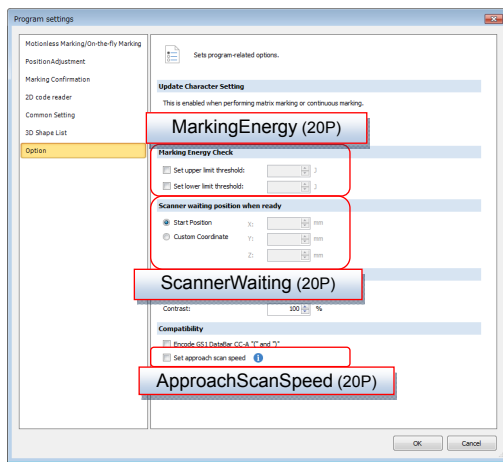 Program settings
Motionless Marking/On-the-fly Marking
PositionAdjustment
Marking Confirmation
2D code reader
Common Setting
3D Shape List
Option
Sets program-related options.
Update Character Setting
This is enabled when performing matrix marking or continuous marking.
MarkingEnergy (20P)
Marking Energy Check
Set upper limit threshold: J
Set lower limit threshold: J
Scanner waiting position when ready
Start Position X: mm
Custom Coordinate Y: mm
Z: mm
ScannerWaiting (20P)
Contrast: 100 %
Compatibility
Encode GS1 DataBar CC-A "(" and ")"
Set approach scan speed i
ApproachScanSpeed (20P)
OK Cancel